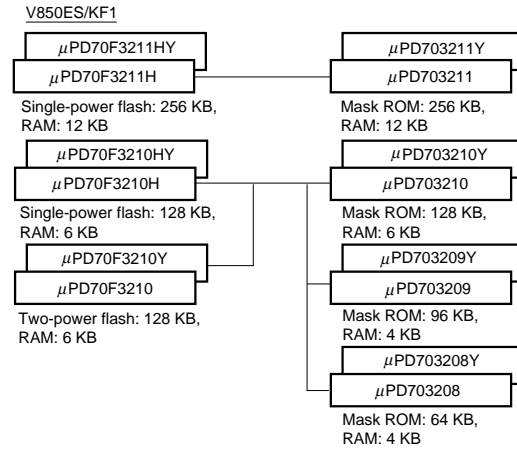 V850ES/KF1
μPD70F3211HY
μPD70F3211H
Single-power flash: 256 KB,
RAM: 12 KB
μPD703211Y
μPD703211
Mask ROM: 256 KB,
RAM: 12 KB
μPD70F3210HY
μPD70F3210H
Single-power flash: 128 KB,
RAM: 6 KB
μPD703210Y
μPD703210
Mask ROM: 128 KB,
RAM: 6 KB
μPD70F3210Y
μPD70F3210
Two-power flash: 128 KB,
RAM: 6 KB
μPD703209Y
μPD703209
Mask ROM: 96 KB,
RAM: 4 KB
μPD703208Y
μPD703208
Mask ROM: 64 KB,
RAM: 4 KB